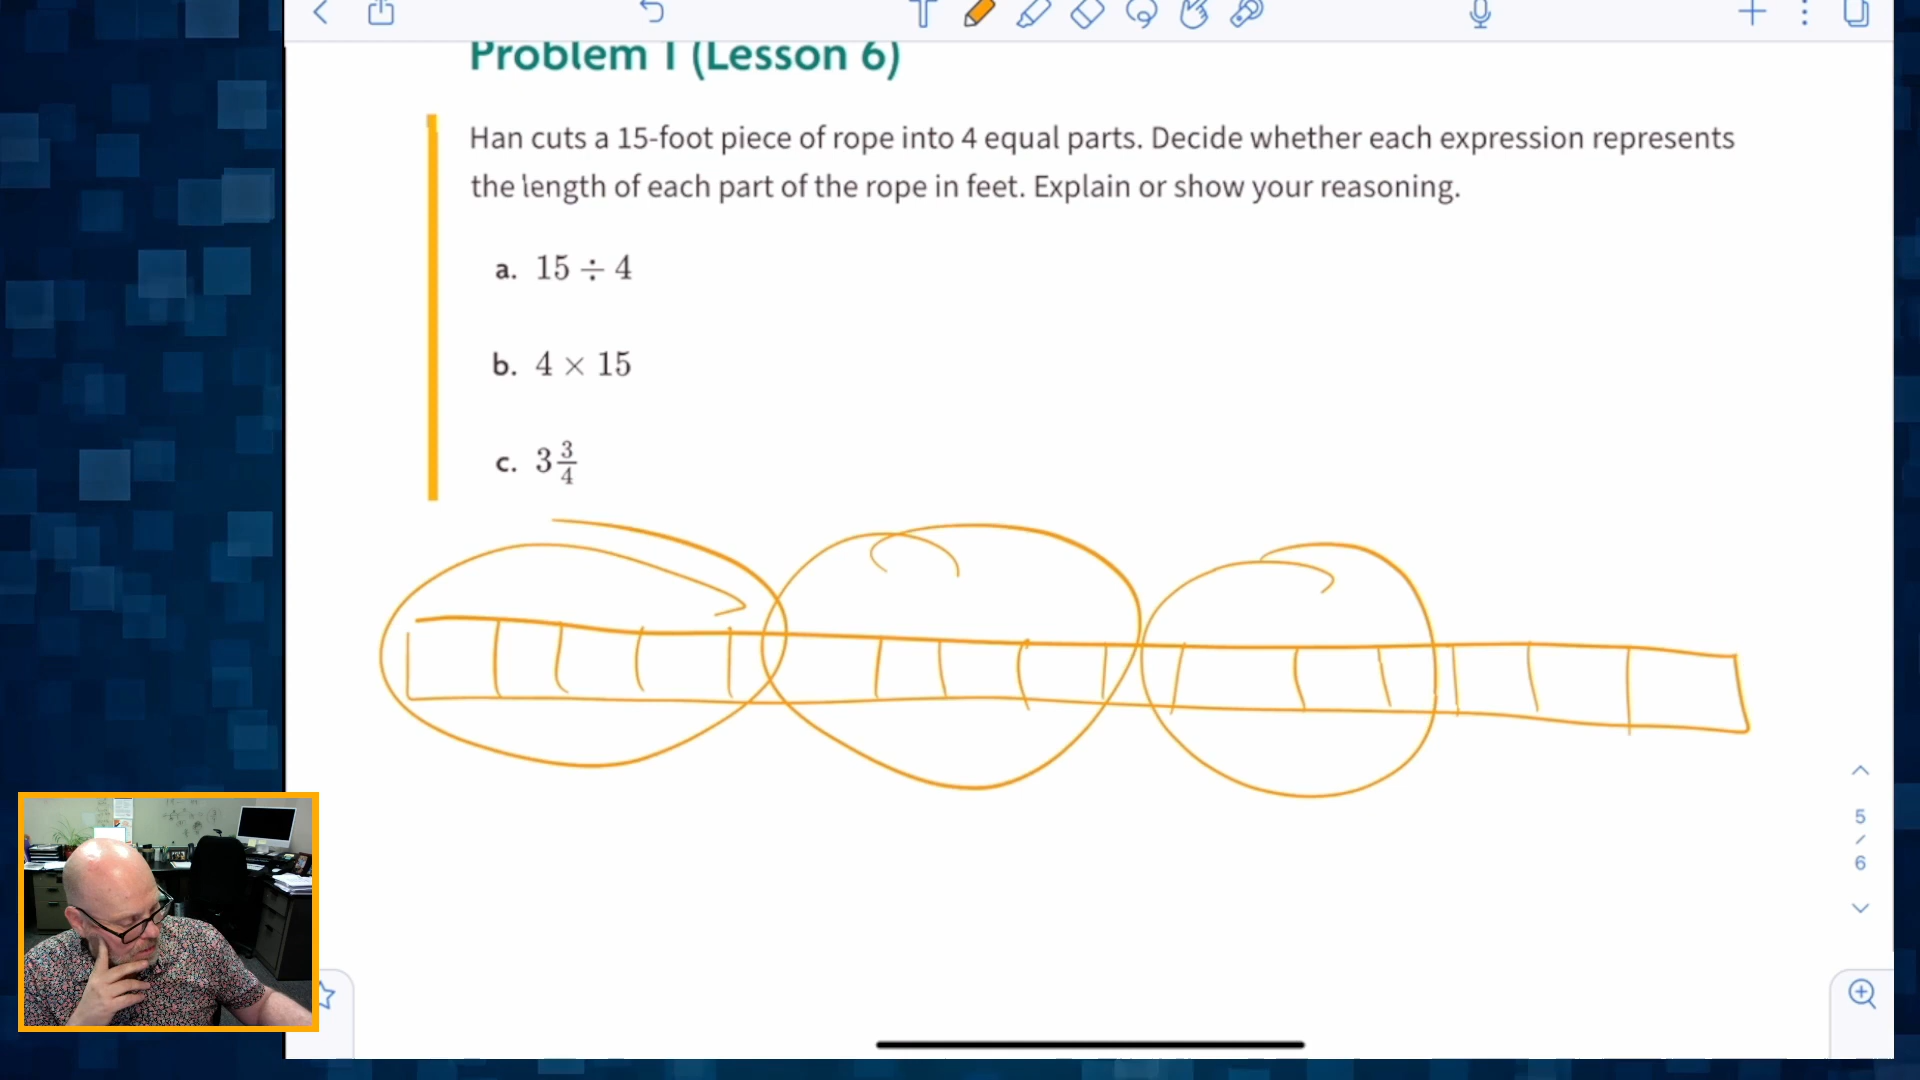 Problem 1 (Lesson 6)
Han cuts a 15-foot piece of rope into 4 equal parts. Decide whether each expression represents
the length of each part of the rope in feet. Explain or show your reasoning.
a. 15 ÷ 4
b. 4 × 15
c. 3 3/4
5
/
6